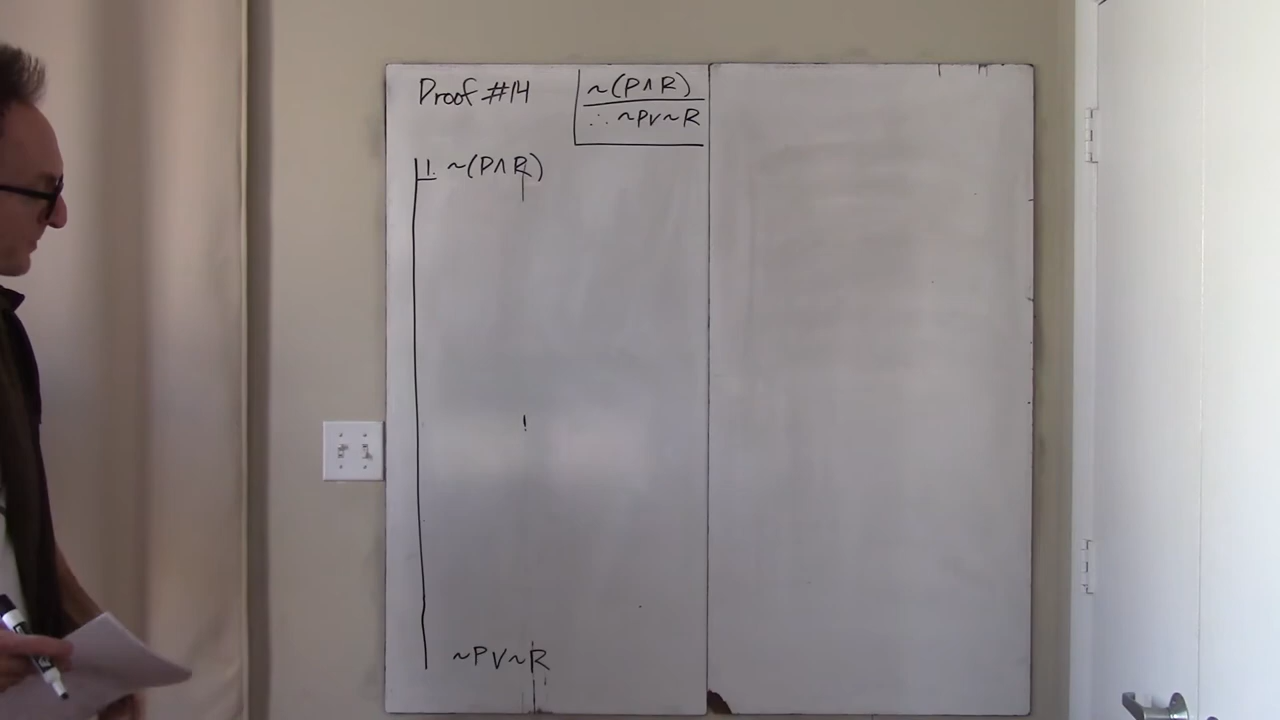 Proof #14
~(P∧R)
∴ ~P∨~R
1. ~(P∧R)
~P∨~R